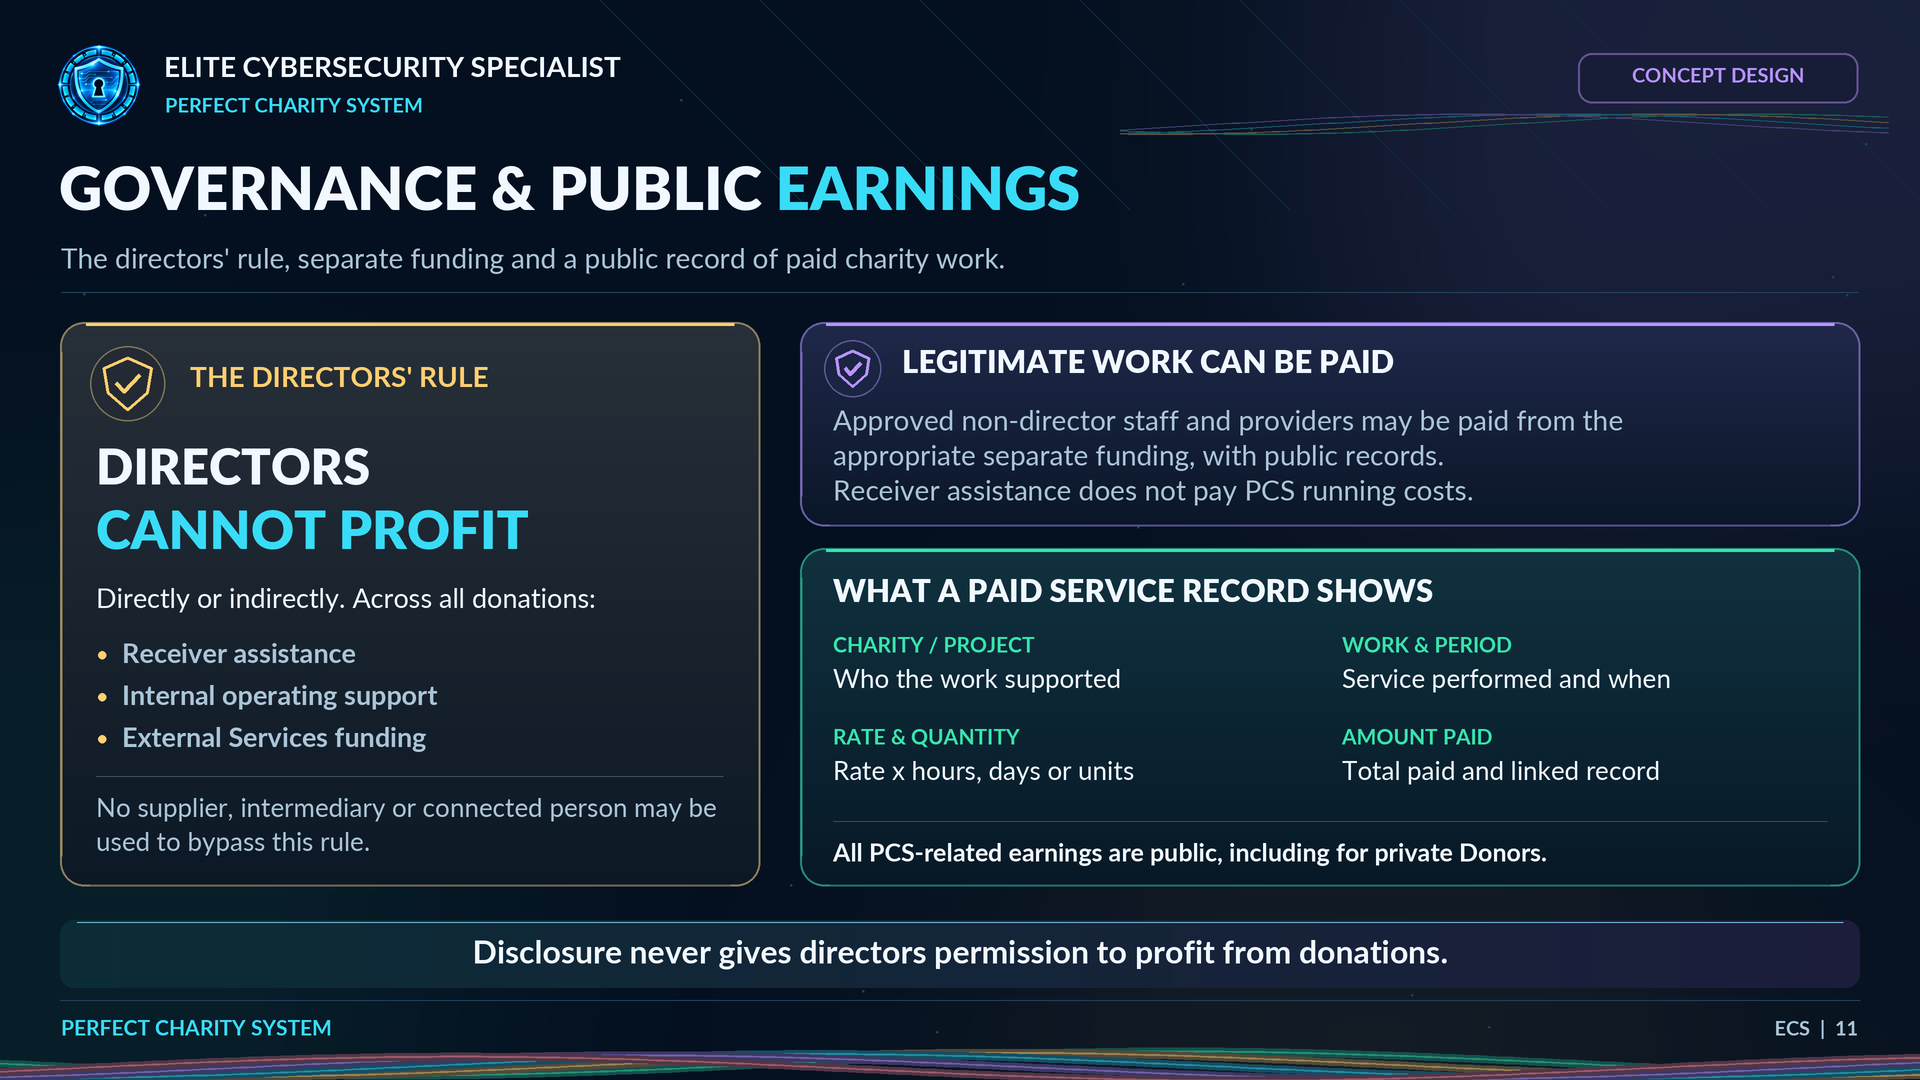 ELITE CYBERSECURITY SPECIALIST
PERFECT CHARITY SYSTEM
CONCEPT DESIGN
GOVERNANCE & PUBLIC EARNINGS
The directors' rule, separate funding and a public record of paid charity work.
THE DIRECTORS' RULE
DIRECTORS
CANNOT PROFIT
Directly or indirectly. Across all donations:
• Receiver assistance
• Internal operating support
• External Services funding
No supplier, intermediary or connected person may be
used to bypass this rule.
LEGITIMATE WORK CAN BE PAID
Approved non-director staff and providers may be paid from the
appropriate separate funding, with public records.
Receiver assistance does not pay PCS running costs.
WHAT A PAID SERVICE RECORD SHOWS
CHARITY / PROJECT
Who the work supported
WORK & PERIOD
Service performed and when
RATE & QUANTITY
Rate x hours, days or units
AMOUNT PAID
Total paid and linked record
All PCS-related earnings are public, including for private Donors.
Disclosure never gives directors permission to profit from donations.
PERFECT CHARITY SYSTEM
ECS | 11